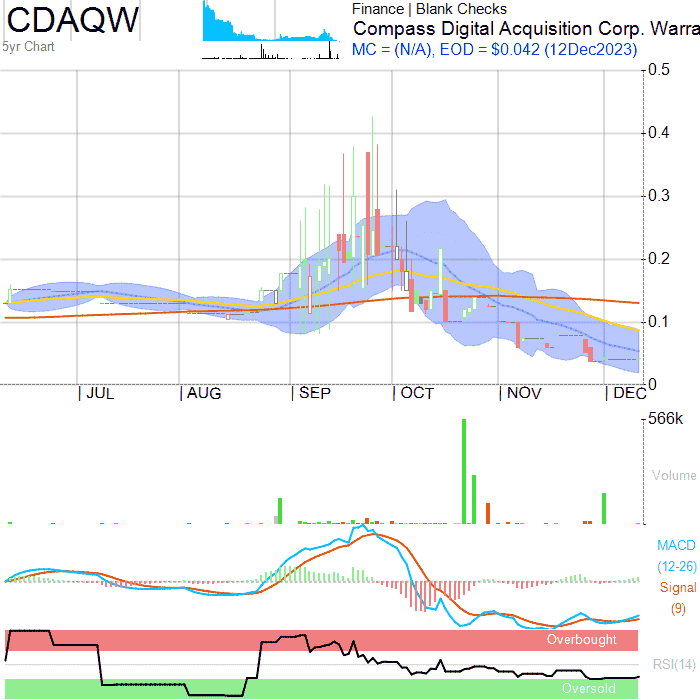 CDAQW
5yr Chart
Finance | Blank Checks
Compass Digital Acquisition Corp. Warra
MC = (N/A), EOD = $0.042 (12Dec2023)
0.5
0.4
0.3
0.2
0.1
0
| JUL | AUG | SEP | OCT | NOV | DEC
566k
Volume
MACD
(12-26)
Signal
(9)
Overbought
RSI(14)
Oversold